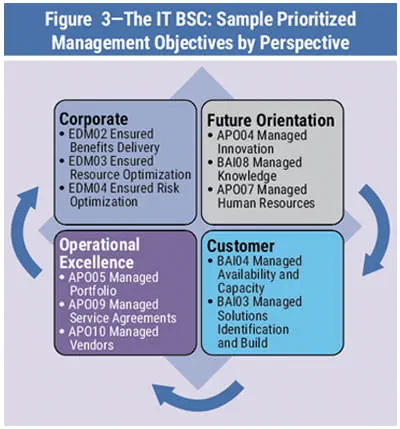 Figure 3—The IT BSC: Sample Prioritized
Management Objectives by Perspective
Corporate
• EDM02 Ensured
Benefits Delivery
• EDM03 Ensured
Resource Optimization
• EDM04 Ensured Risk
Optimization
Future Orientation
• APO04 Managed
Innovation
• BAI08 Managed
Knowledge
• APO07 Managed
Human Resources
Operational
Excellence
• APO05 Managed
Portfolio
• APO09 Managed
Service Agreements
• APO10 Managed
Vendors
Customer
• BAI04 Managed
Availability and
Capacity
• BAI03 Managed
Solutions
Identification
and Build